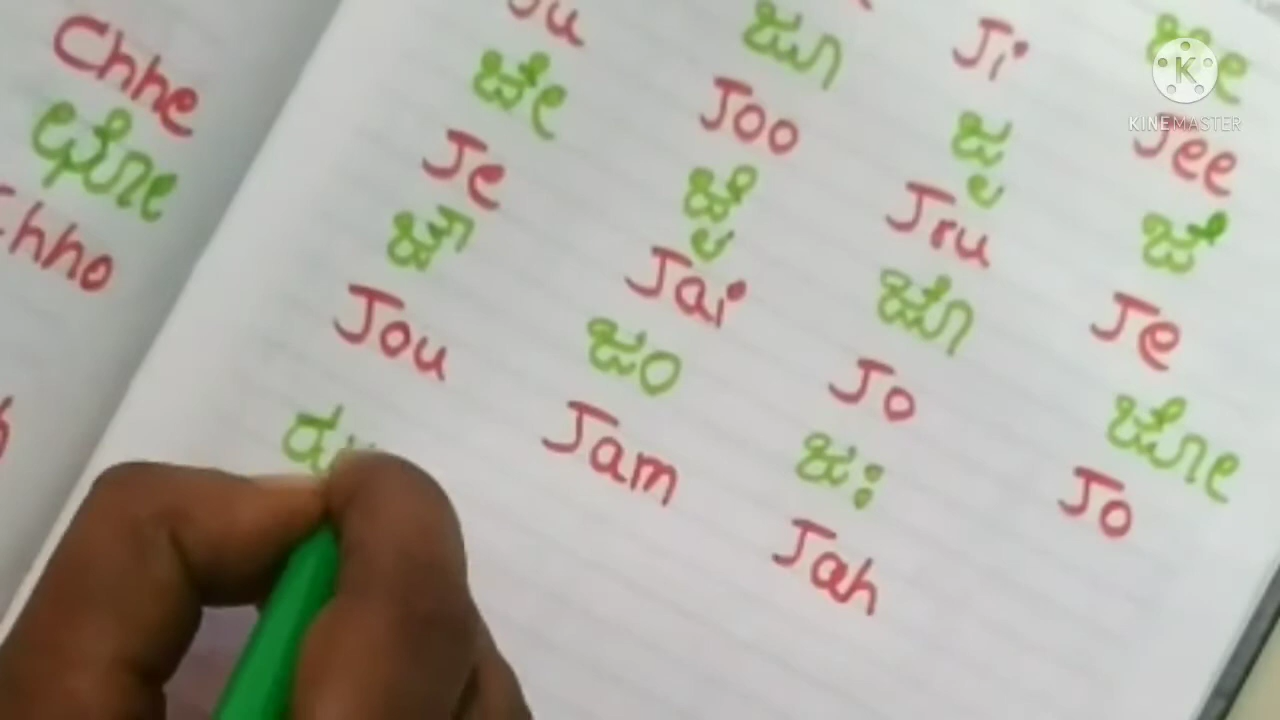 Chhe
ಛೋ
Chho
Ju ಜೂ Ji ಜೀ
ಜೇ Joo ಜೃ Jee
Je ಜೈ Jru ಜೆ
ಜೌ Jai ಜೊ Je
Jou ಜಂ Jo ಜೋ
Jam ಜಃ Jo
Jah
KINEMASTER